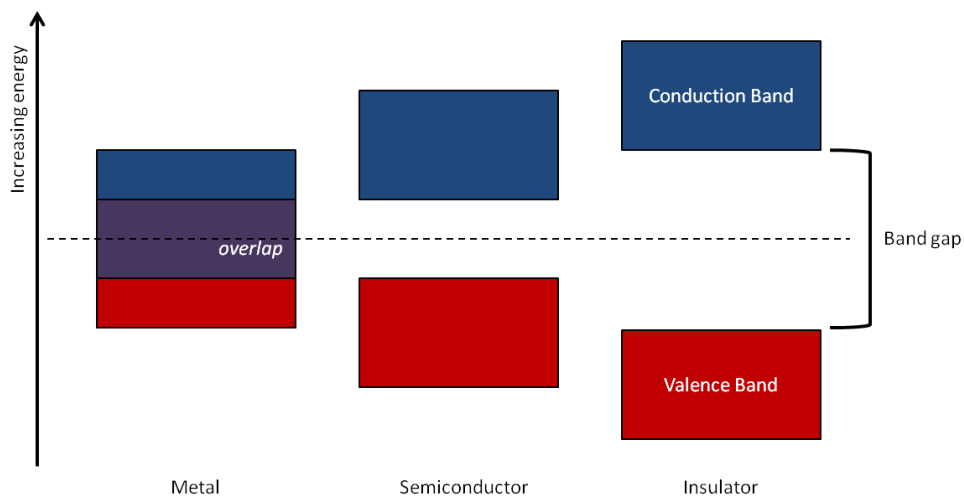 Increasing energy
Conduction Band
overlap
Band gap
Valence Band
Metal
Semiconductor
Insulator